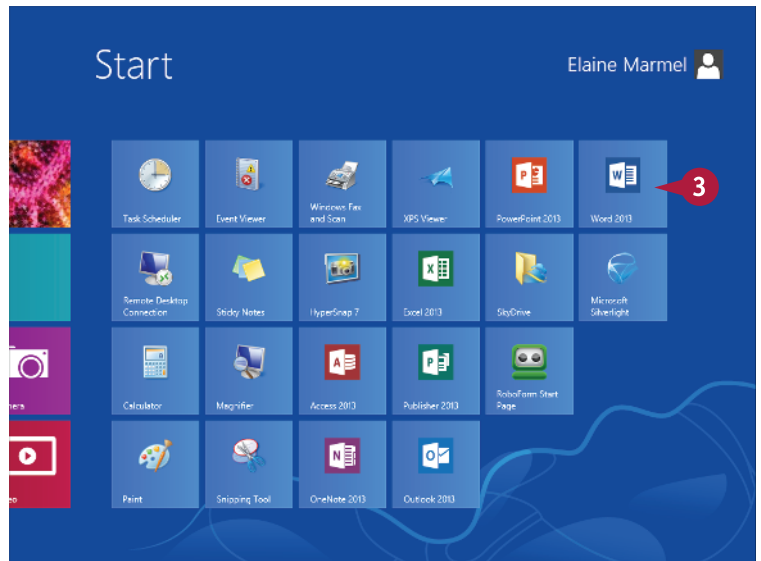 Start
Elaine Marmel
Task Scheduler
Event Viewer
Windows Fax
and Scan
XPS Viewer
PowerPoint 2013
Word 2013
3
Remote Desktop
Connection
Sticky Notes
HyperSnap 7
Excel 2013
SkyDrive
Microsoft
Silverlight
nera
Calculator
Magnifier
Access 2013
Publisher 2013
RoboForm Start
Page
eo
Paint
Snipping Tool
OneNote 2013
Outlook 2013